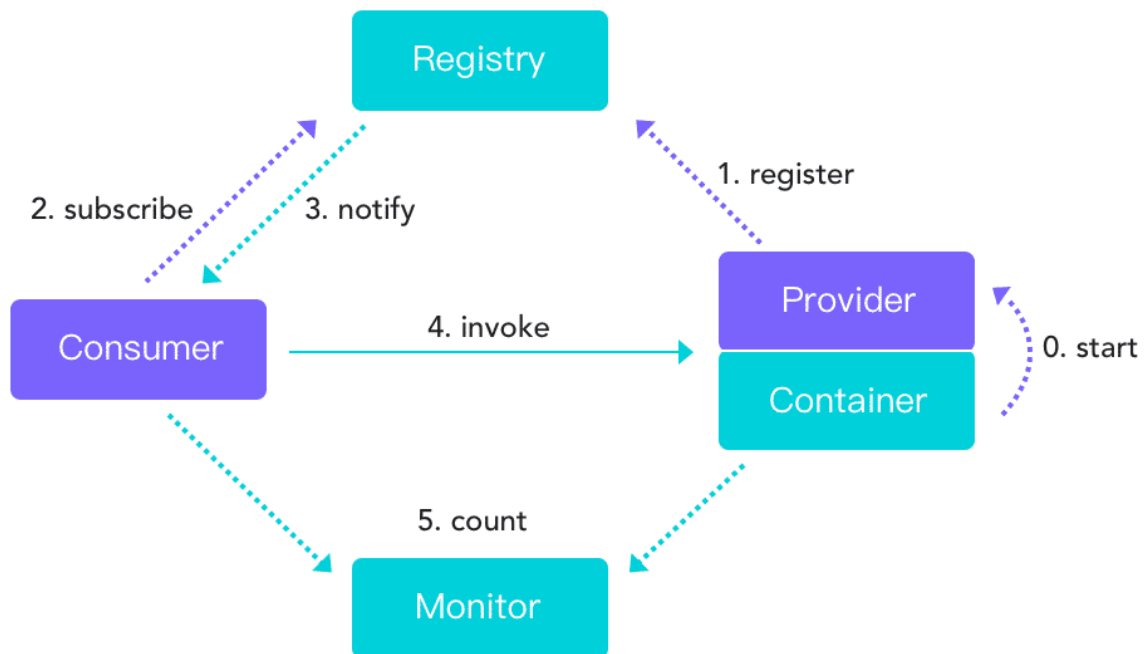 Registry
1. register
2. subscribe
3. notify
Provider
4. invoke
Consumer
0. start
Container
5. count
Monitor